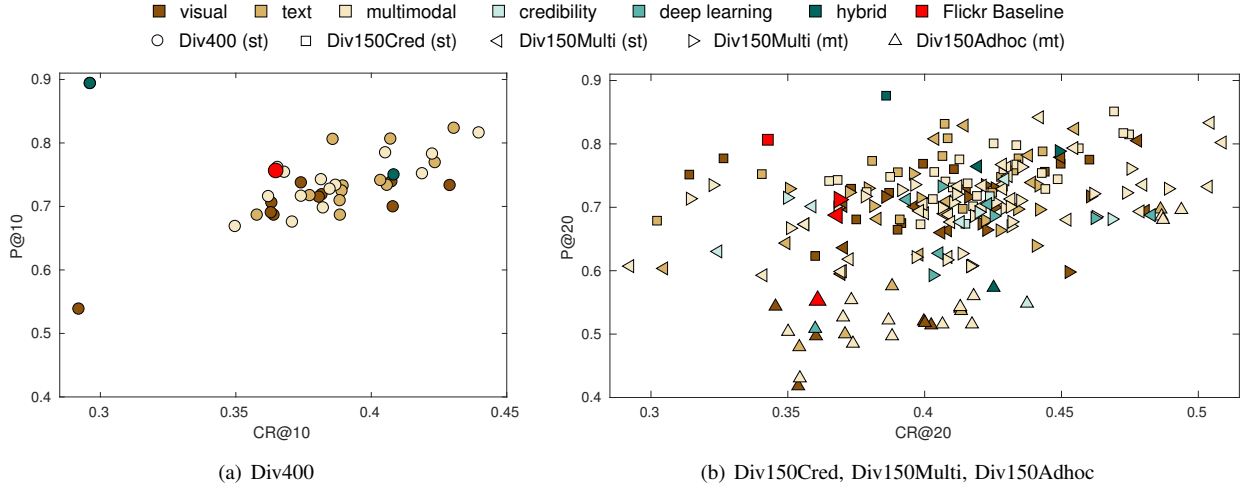 visual text multimodal credibility deep learning hybrid Flickr Baseline
Div400 (st) Div150Cred (st) Div150Multi (st) Div150Multi (mt) Div150Adhoc (mt)
0.9
0.8
0.7
0.6
0.5
0.4
P@10
0.3 0.35 0.4 0.45
CR@10
(a) Div400
0.9
0.8
0.7
0.6
0.5
0.4
P@20
0.3 0.35 0.4 0.45 0.5
CR@20
(b) Div150Cred, Div150Multi, Div150Adhoc